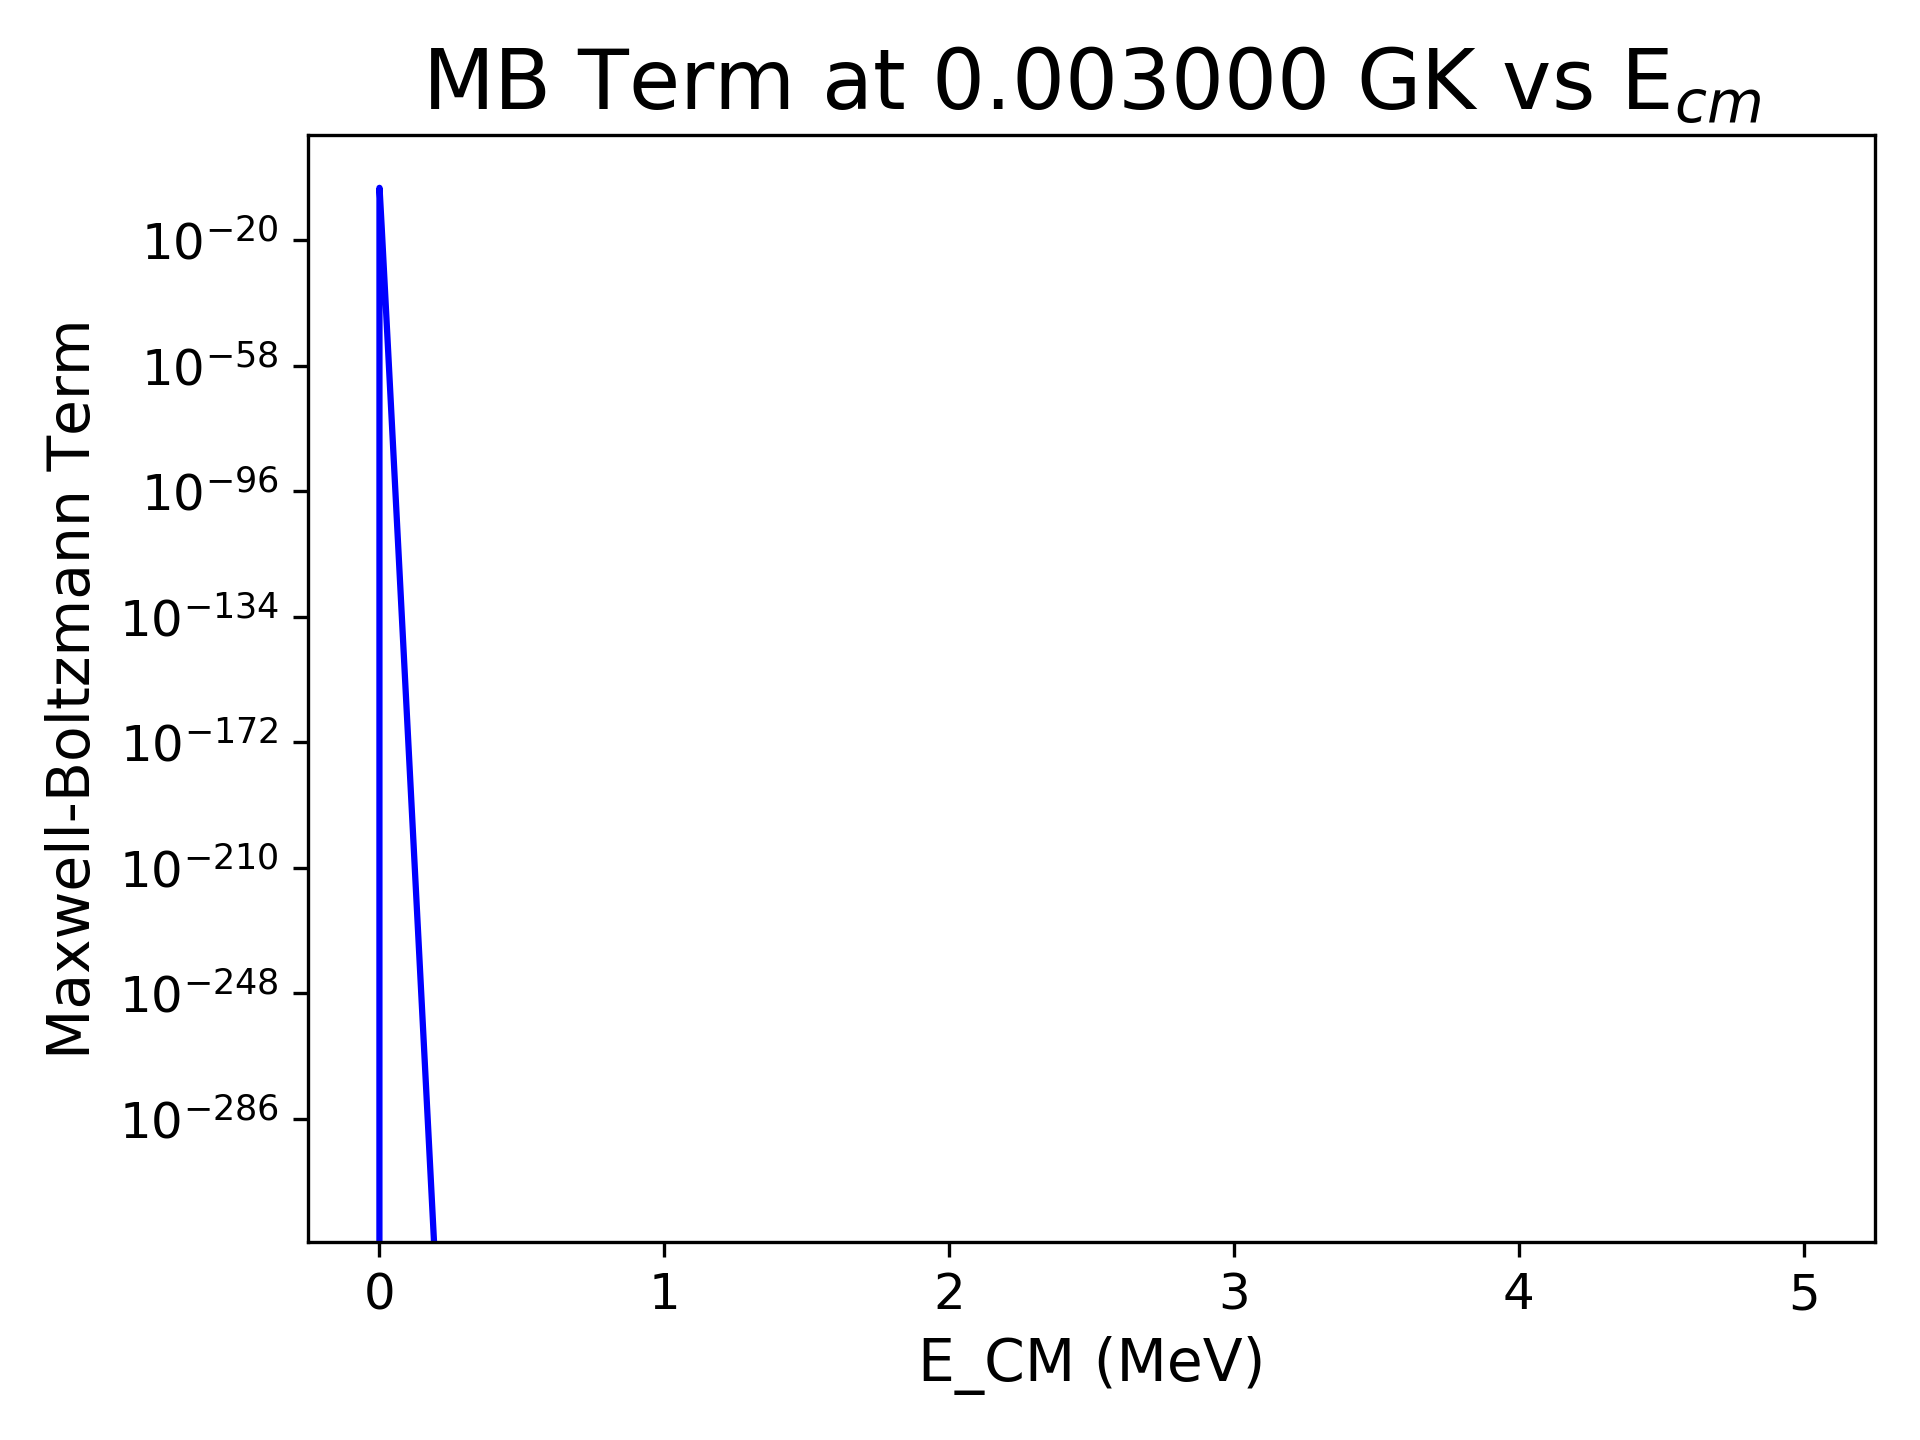 MB Term at 0.003000 GK vs E_{cm}
Maxwell-Boltzmann Term
10^{−20}
10^{−58}
10^{−96}
10^{−134}
10^{−172}
10^{−210}
10^{−248}
10^{−286}
0 1 2 3 4 5
E_CM (MeV)